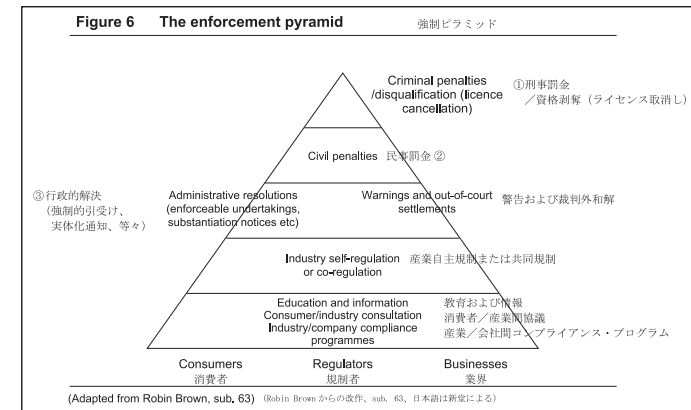 Figure 6 The enforcement pyramid 強制ピラミッド
Criminal penalties
/disqualification (licence
cancellation)
①刑事罰金
／資格剥奪（ライセンス取消し）
Civil penalties 民事罰金 ②
③行政的解決
（強制的引受け、
実体化通知、等々）
Administrative resolutions
(enforceable undertakings,
substantiation notices etc)
Warnings and out-of-court
settlements
警告および裁判外和解
Industry self-regulation
or co-regulation
産業自主規制または共同規制
Education and information 教育および情報
Consumer/industry consultation 消費者／産業間協議
Industry/company compliance
programmes
産業／会社間コンプライアンス・プログラム
Consumers Regulators Businesses
消費者 規制者 業界
(Adapted from Robin Brown, sub. 63) （Robin Brown からの改作、sub. 63、日本語は新堂による）